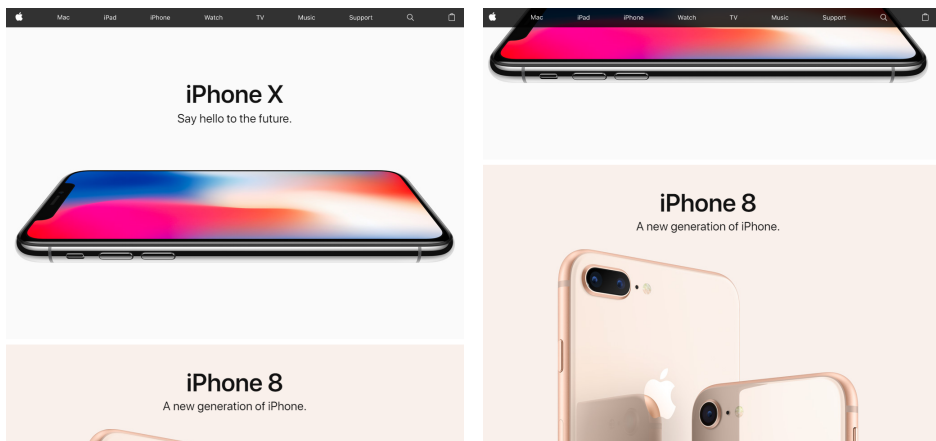 Mac iPad iPhone Watch TV Music Support
iPhone X
Say hello to the future.
iPhone 8
A new generation of iPhone.
Mac iPad iPhone Watch TV Music Support
iPhone 8
A new generation of iPhone.